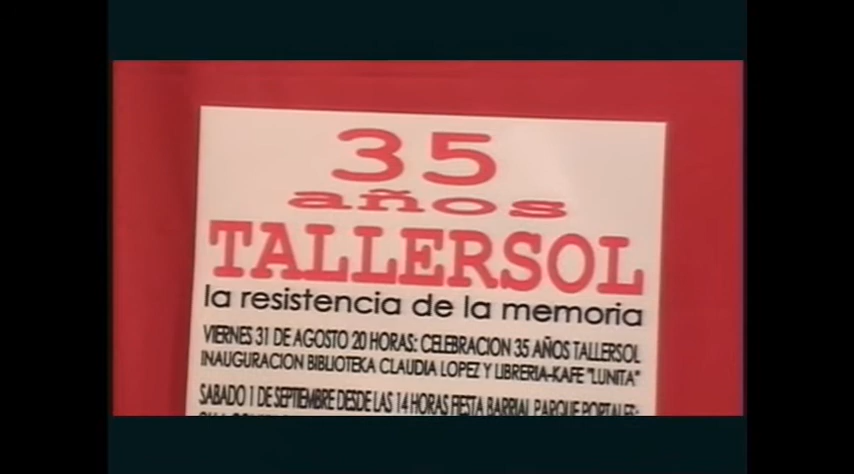 35
años
TALLERSOL
la resistencia de la memoria
VIERNES 31 DE AGOSTO 20 HORAS: CELEBRACION 35 AÑOS TALLERSOL
INAUGURACION BIBLIOTEKA CLAUDIA LOPEZ Y LIBRERIA-KAFE "LUNITA"
SABADO 1 DE SEPTIEMBRE DESDE LAS 14 HORAS FIESTA BARRIAL PARQUE PORTALES: